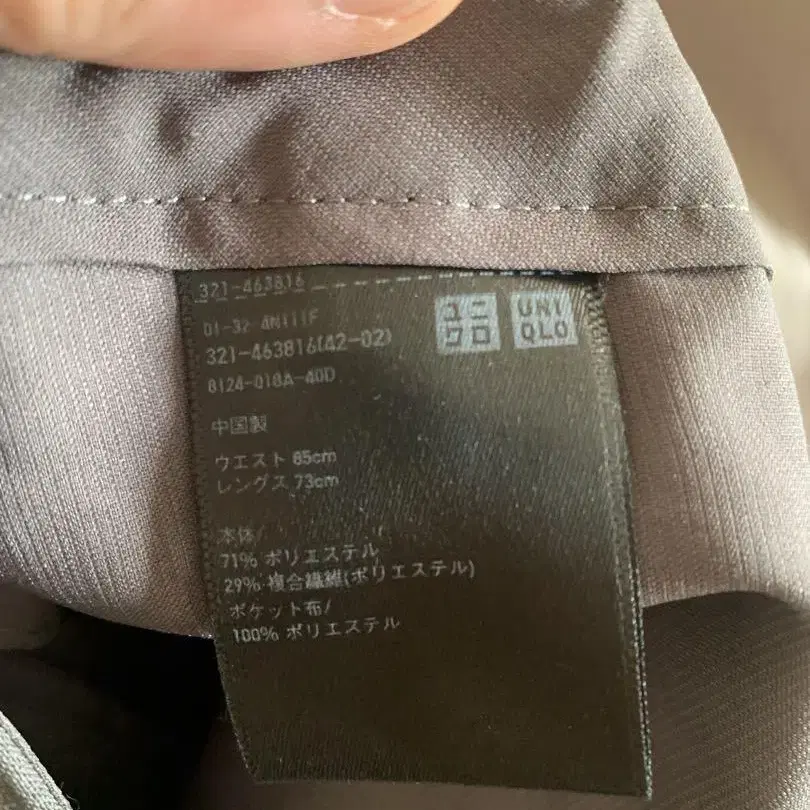 321-463816
01-32-4N111F
321-463816(42-02)
8124-018A-40D
ユニ
クロ
UNI
QLO
中国製
ウエスト 85cm
レングス 73cm
本体/
71% ポリエステル
29% 複合繊維(ポリエステル)
ポケット布/
100% ポリエステル